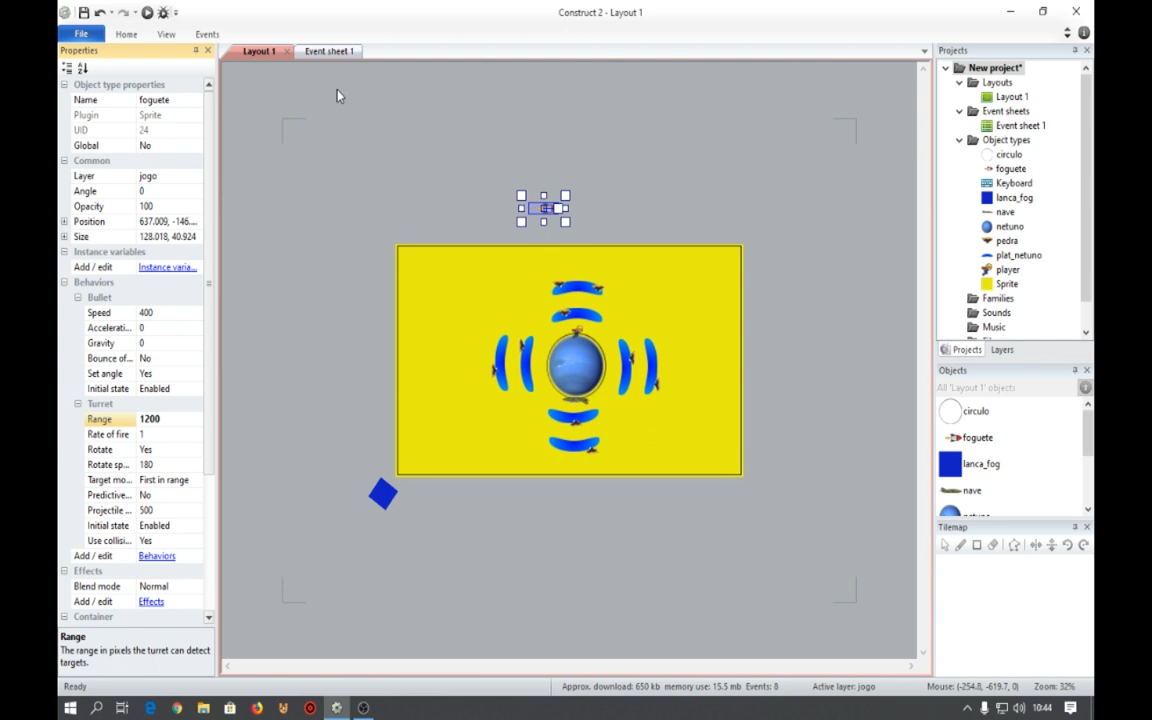 Construct 2 - Layout 1
File
Home
View
Events
Properties
Layout 1
Event sheet 1
Projects
Object type properties
Name foguete
Plugin Sprite
UID 24
Global No
Common
Layer jogo
Angle 0
Opacity 100
Position 637.009, -146....
Size 128.018, 40.924
Instance variables
Add / edit Instance varia...
Behaviors
Bullet
Speed 400
Accelerati... 0
Gravity 0
Bounce of... No
Set angle Yes
Initial state Enabled
Turret
Range 1200
Rate of fire 1
Rotate Yes
Rotate sp... 180
Target mo... First in range
Predictive... No
Projectile ... 500
Initial state Enabled
Use collisi... Yes
Add / edit Behaviors
Effects
Blend mode Normal
Add / edit Effects
Container
Range
The range in pixels the turret can detect
targets.
New project*
Layouts
Layout 1
Event sheets
Event sheet 1
Object types
circulo
foguete
Keyboard
lanca_fog
nave
netuno
pedra
plat_netuno
player
Sprite
Families
Sounds
Music
Projects
Layers
Objects
All 'Layout 1' objects
circulo
foguete
lanca_fog
nave
Tilemap
Ready
Approx. download: 650 kb memory use: 15.5 mb Events: 8
Active layer: jogo
Mouse: (-254.8, -619.7, 0)
Zoom: 32%
10:44